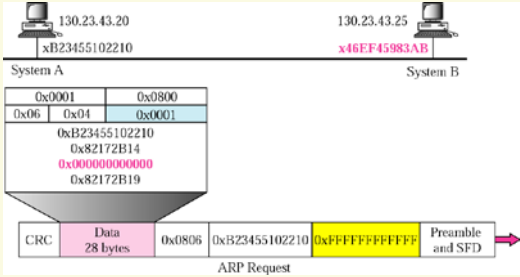 130.23.43.20
130.23.43.25
xB23455102210
x46EF45983AB
System A
System B
0x0001
0x0800
0x06
0x04
0x0001
0xB23455102210
0x82172B14
0x000000000000
0x82172B19
CRC
Data
28 bytes
0x0806
0xB23455102210
0xFFFFFFFFFFFF
Preamble
and SFD
ARP Request